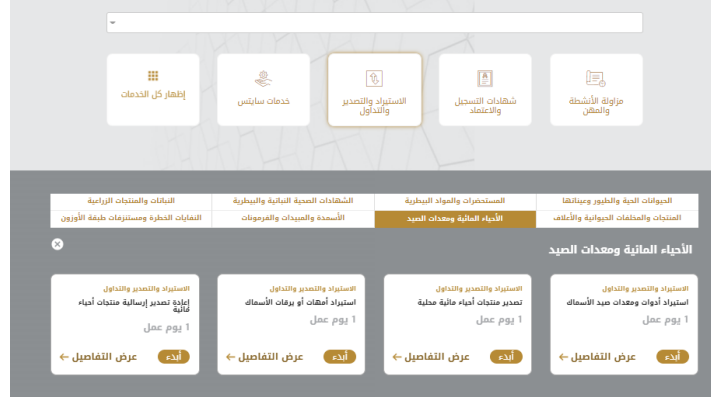 مزاولة الأنشطة
والمهن
شهادات التسجيل
والاعتماد
الاستيراد والتصدير
والتداول
خدمات سايتس
إظهار كل الخدمات
الحيوانات الحية والطيور وعيناتها
المستحضرات والمواد البيطرية
الشهادات الصحية النباتية والبيطرية
النباتات والمنتجات الزراعية
المنتجات والمخلفات الحيوانية والأعلاف
الأحياء المائية ومعدات الصيد
الأسمدة والمبيدات والفرمونات
النفايات الخطرة ومستنزفات طبقة الأوزون
الأحياء المائية ومعدات الصيد
الاستيراد والتصدير والتداول
استيراد أدوات ومعدات صيد الأسماك
1 يوم عمل
أبدء
عرض التفاصيل
الاستيراد والتصدير والتداول
تصدير منتجات أحياء مائية محلية
1 يوم عمل
أبدء
عرض التفاصيل
الاستيراد والتصدير والتداول
استيراد أمهات أو يرقات الأسماك
1 يوم عمل
أبدء
عرض التفاصيل
الاستيراد والتصدير والتداول
إعادة تصدير إرسالية منتجات أحياء
مائية
1 يوم عمل
أبدء
عرض التفاصيل